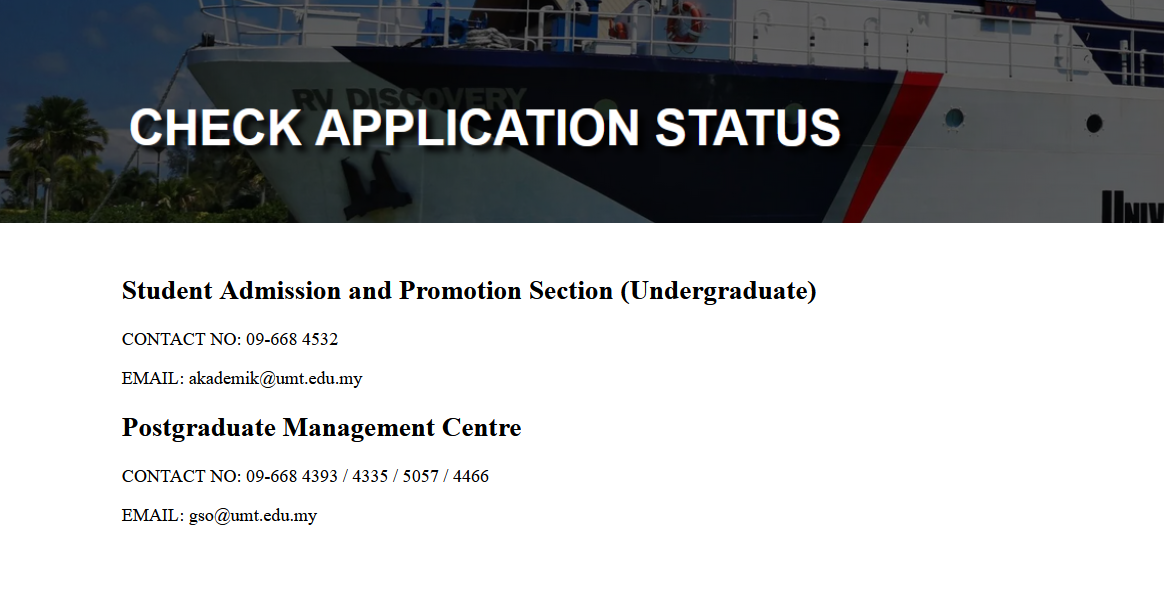 RV DISCOVERY
CHECK APPLICATION STATUS
Student Admission and Promotion Section (Undergraduate)
CONTACT NO: 09-668 4532
EMAIL: akademik@umt.edu.my
Postgraduate Management Centre
CONTACT NO: 09-668 4393 / 4335 / 5057 / 4466
EMAIL: gso@umt.edu.my